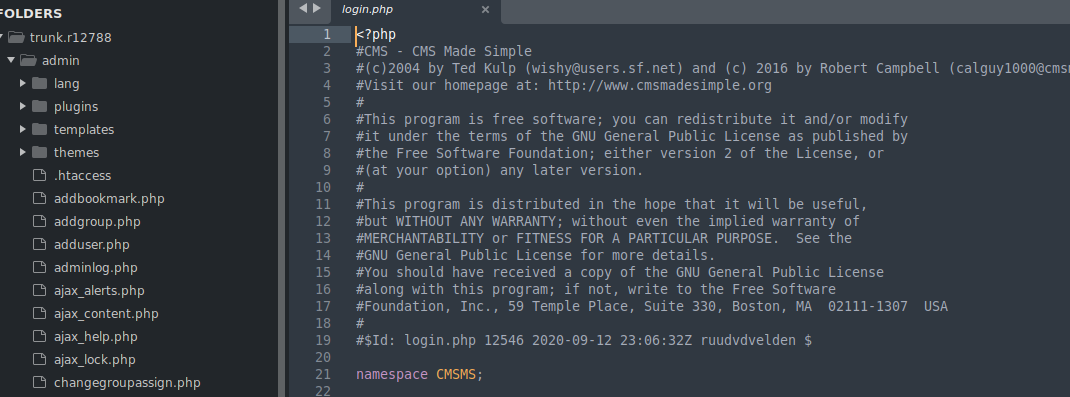 FOLDERS
trunk.r12788
admin
lang
plugins
templates
themes
.htaccess
addbookmark.php
addgroup.php
adduser.php
adminlog.php
ajax_alerts.php
ajax_content.php
ajax_help.php
ajax_lock.php
changegroupassign.php
login.php ×
1 <?php
2 #CMS - CMS Made Simple
3 #(c)2004 by Ted Kulp (wishy@users.sf.net) and (c) 2016 by Robert Campbell (calguy1000@cmsm
4 #Visit our homepage at: http://www.cmsmadesimple.org
5 #
6 #This program is free software; you can redistribute it and/or modify
7 #it under the terms of the GNU General Public License as published by
8 #the Free Software Foundation; either version 2 of the License, or
9 #(at your option) any later version.
10 #
11 #This program is distributed in the hope that it will be useful,
12 #but WITHOUT ANY WARRANTY; without even the implied warranty of
13 #MERCHANTABILITY or FITNESS FOR A PARTICULAR PURPOSE.  See the
14 #GNU General Public License for more details.
15 #You should have received a copy of the GNU General Public License
16 #along with this program; if not, write to the Free Software
17 #Foundation, Inc., 59 Temple Place, Suite 330, Boston, MA  02111-1307  USA
18 #
19 #$Id: login.php 12546 2020-09-12 23:06:32Z ruudvdvelden $
20
21 namespace CMSMS;
22